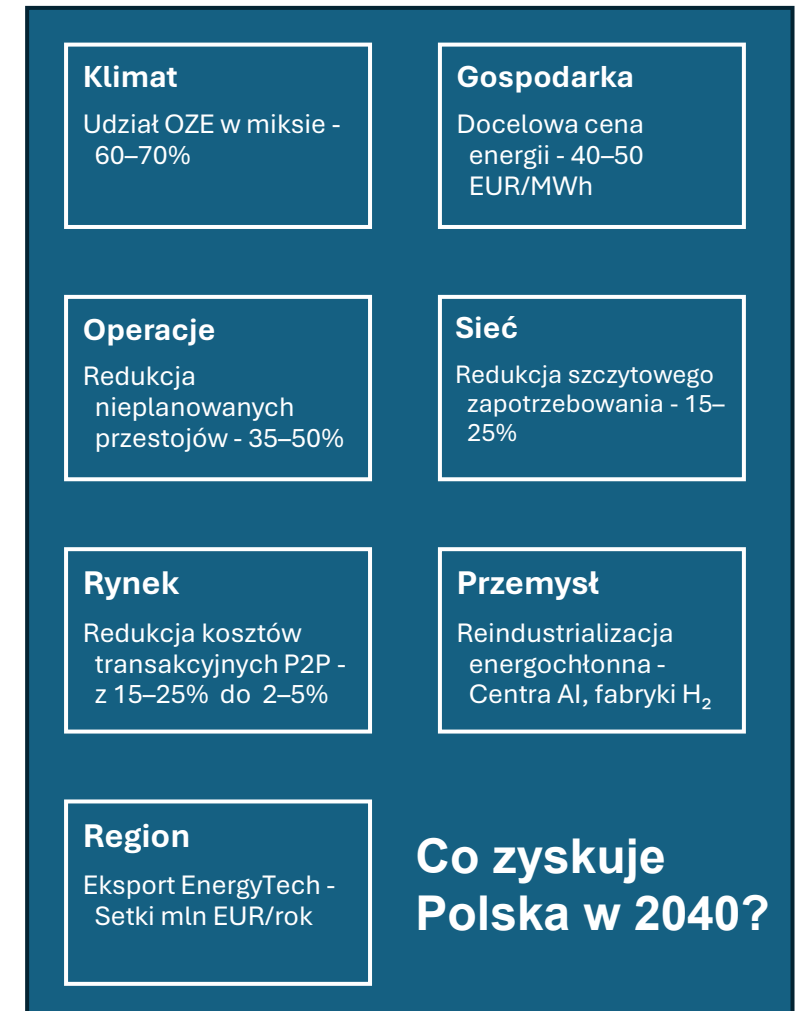 Klimat
Udział OZE w miksie -
60–70%
Gospodarka
Docelowa cena
energii - 40–50
EUR/MWh
Operacje
Redukcja
nieplanowanych
przestojów - 35–50%
Sieć
Redukcja szczytowego
zapotrzebowania - 15–
25%
Rynek
Redukcja kosztów
transakcyjnych P2P -
z 15–25% do 2–5%
Przemysł
Reindustrializacja
energochłonna -
Centra AI, fabryki H₂
Region
Eksport EnergyTech -
Setki mln EUR/rok
Co zyskuje
Polska w 2040?